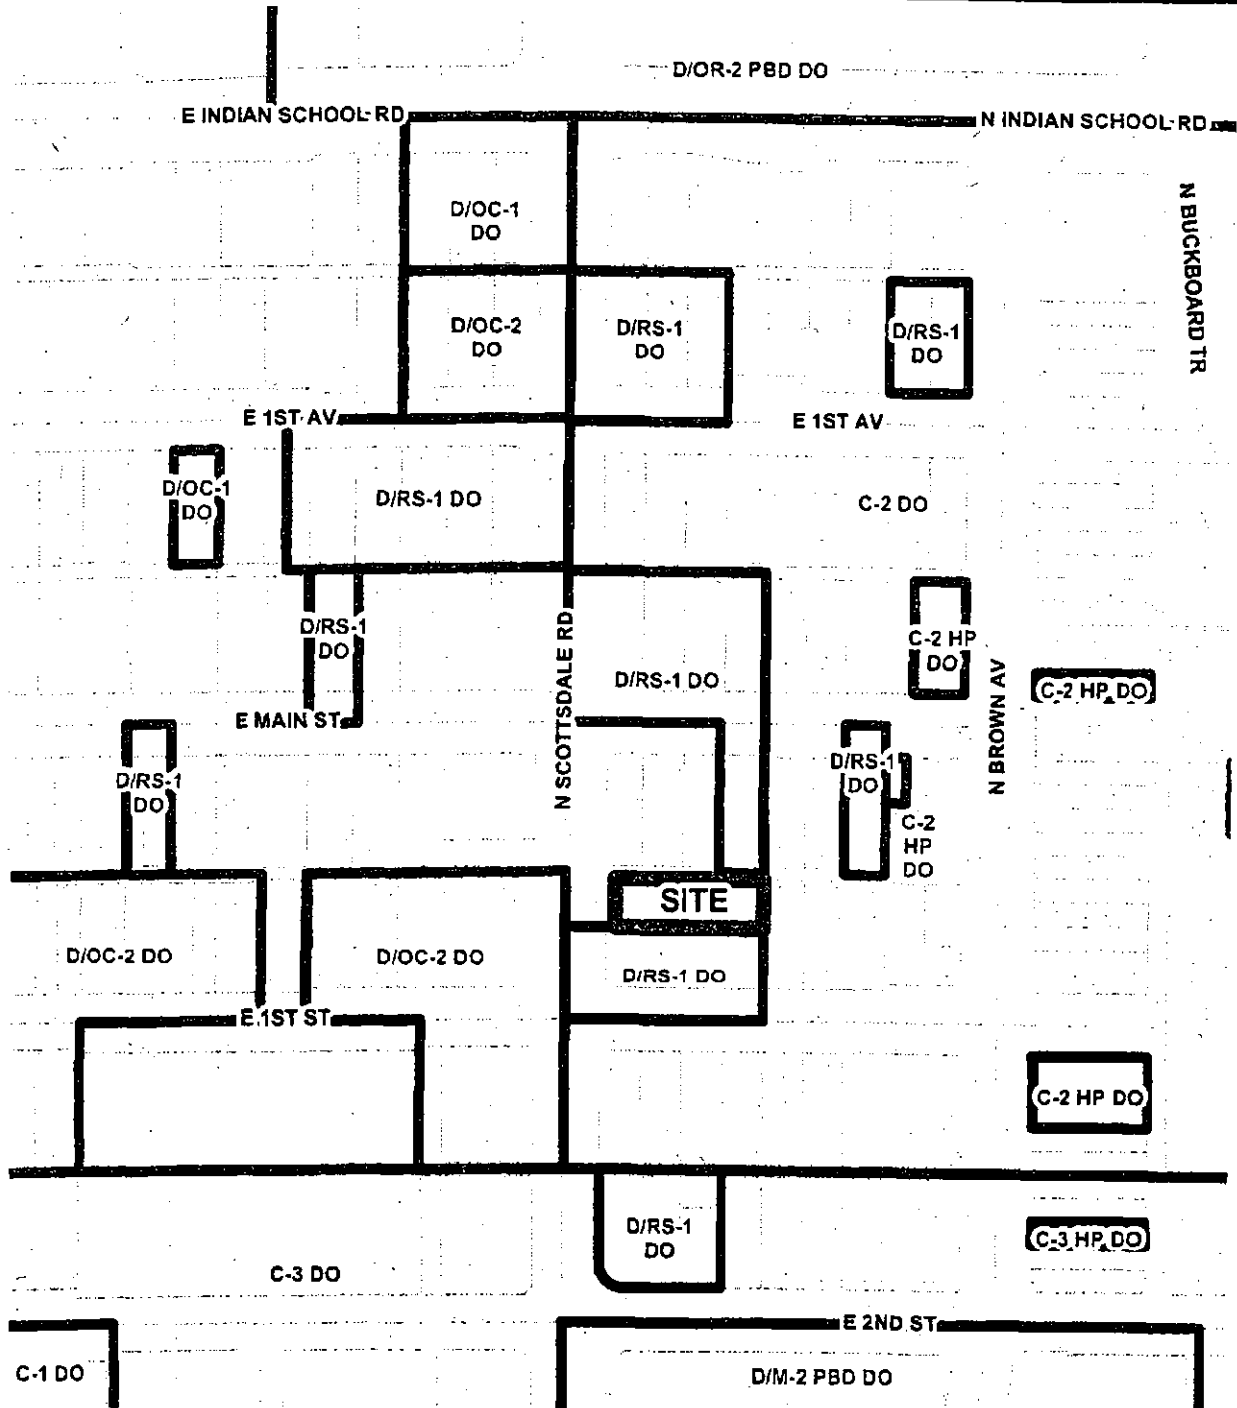 D/OR-2 PBD DO
E INDIAN SCHOOL RD
N INDIAN SCHOOL RD
N BUCKBOARD TR
D/OC-1
DO
D/OC-2
DO
D/RS-1
DO
D/RS-1
DO
E 1ST AV
E 1ST AV
D/OC-1
DO
D/RS-1 DO
C-2 DO
D/RS-1
DO
N SCOTTSDALE RD
D/RS-1 DO
C-2 HP
DO
N BROWN AV
C-2 HP DO
E MAIN ST
D/RS-1
DO
D/RS-1
DO
C-2
HP
DO
SITE
D/OC-2 DO
D/OC-2 DO
D/RS-1 DO
E 1ST ST
C-2 HP DO
D/RS-1
DO
C-3 HP DO
C-3 DO
E 2ND ST
C-1 DO
D/M-2 PBD DO